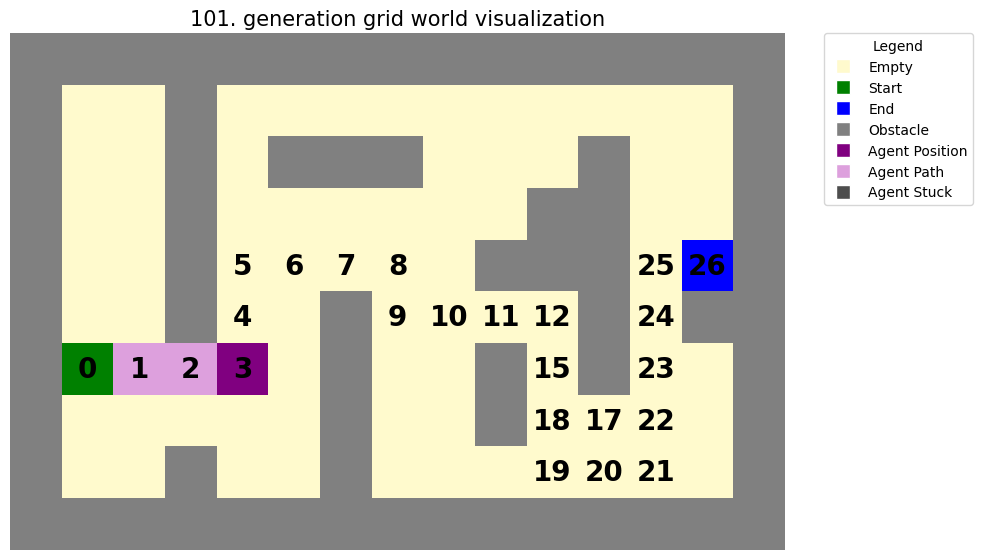 101. generation grid world visualization
Legend
Empty
Start
End
Obstacle
Agent Position
Agent Path
Agent Stuck
5 6 7 8 25 26
4 9 10 11 12 24
0 1 2 3 15 23
18 17 22
19 20 21